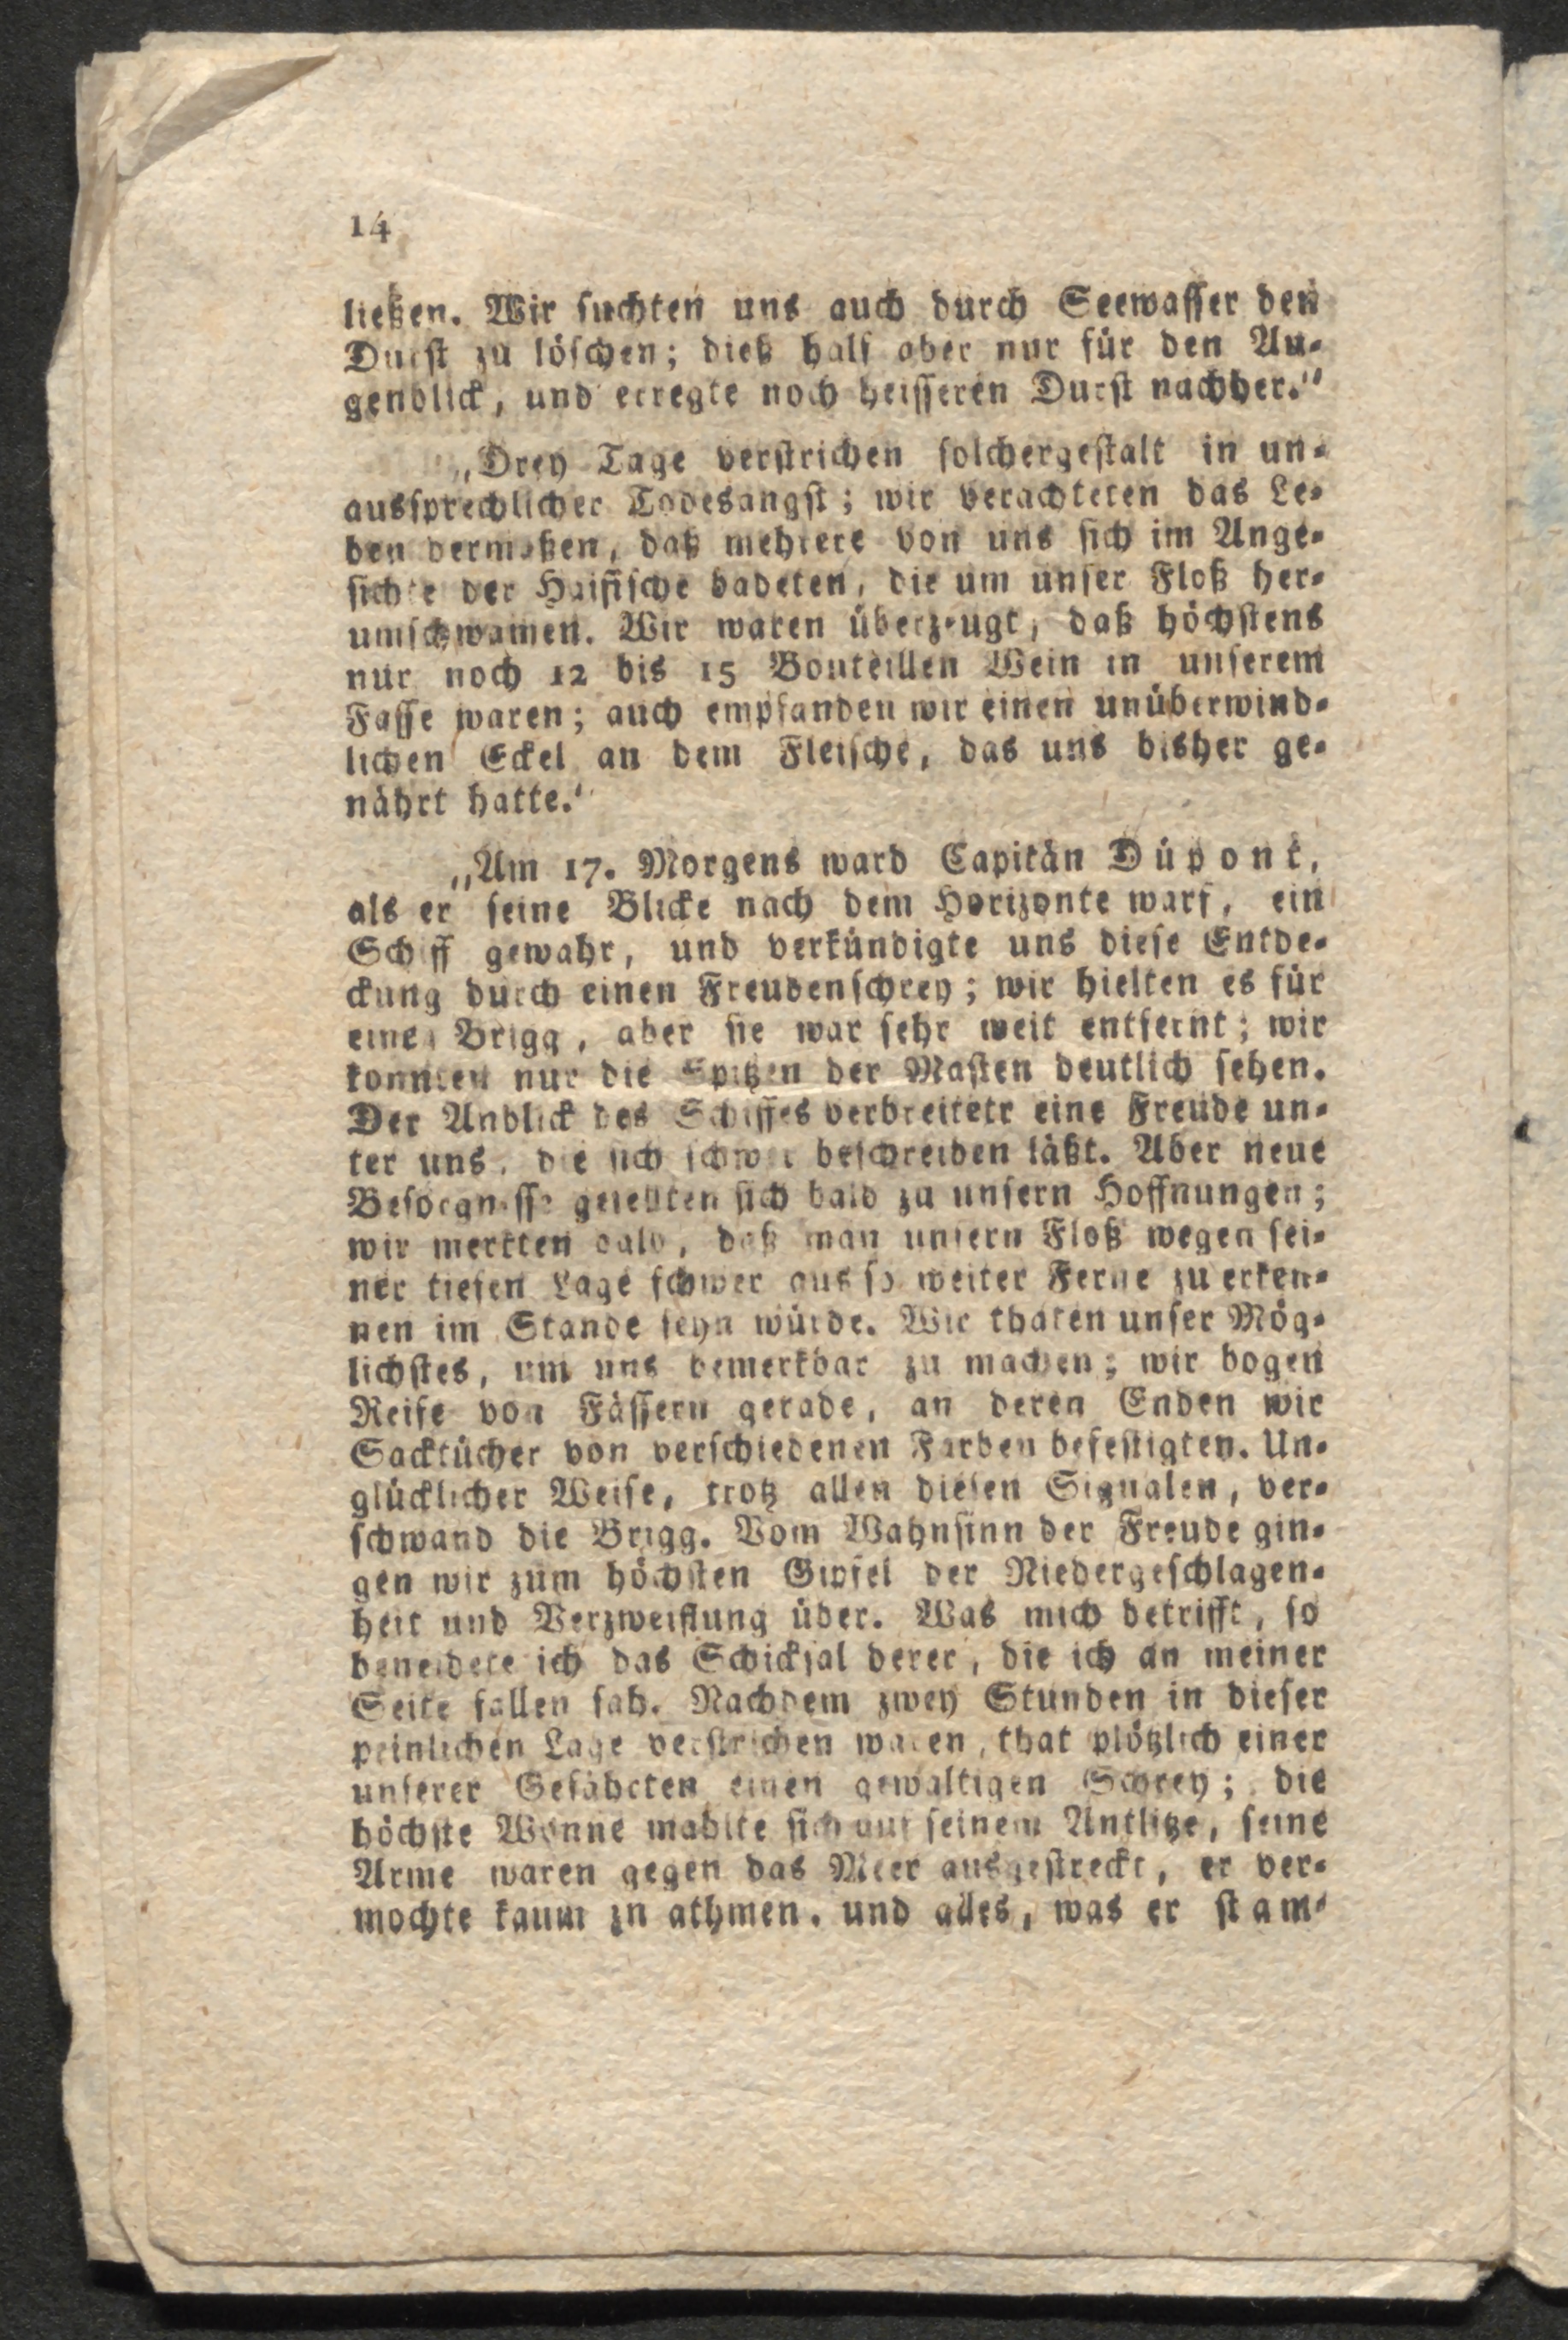 14
ließen. Wir suchten uns auch durch Seewasser den
Durst zu löschen; dieß half aber nur für den Au-
genblick, und erregte noch heisseren Durst nachher."
„Drey Tage verstrichen solchergestalt in un-
aussprechlicher Todesangst; wir verachteten das Le-
ben dermaßen, daß mehrere von uns sich im Ange-
sichte der Haifische badeten, die um unser Floß her-
umschwamen. Wir waren überzeugt, daß höchstens
nur noch 12 bis 15 Bouteillen Wein in unserem
Fasse waren; auch empfanden wir einen unüberwind-
lichen Eckel an dem Fleische, das uns bisher ge-
nährt hatte."
„Am 17. Morgens ward Capitän Düpont,
als er seine Blicke nach dem Horizonte warf, ein
Schiff gewahr, und verkündigte uns diese Entde-
ckung durch einen Freudenschrey; wir hielten es für
eine Brigg, aber sie war sehr weit entfernt; wir
konnten nur die Spitzen der Masten deutlich sehen.
Der Anblick des Schiffes verbreitetr eine Freude un-
ter uns, die sich schwer beschreiben läßt. Aber neue
Besorgnisse gesellten sich bald zu unsern Hoffnungen;
wir merkten bald, daß man unsern Floß wegen sei-
ner tiefen Lage schwer aus so weiter Ferne zu erken-
nen im Stande seyn würde. Wir thaten unser Mög-
lichstes, um uns bemerkbar zu machen; wir bogen
Reife von Fässern gerade, an deren Enden wir
Sacktücher von verschiedenen Farben befestigten. Un-
glücklicher Weise, trotz allen diesen Signalen, ver-
schwand die Brigg. Vom Wahnsinn der Freude gin-
gen wir zum höchsten Gipfel der Niedergeschlagen-
heit und Verzweiflung über. Was mich betrifft, so
beneidete ich das Schicksal derer, die ich an meiner
Seite fallen sah. Nachdem zwey Stunden in dieser
peinlichen Lage verstrichen waren, that plötzlich einer
unserer Gefährten einen gewaltigen Schrey; die
höchste Wonne mahlte sich auf seinem Antlitze, seine
Arme waren gegen das Meer ausgestreckt, er ver-
mochte kaum zn athmen. und alles, was er stam-